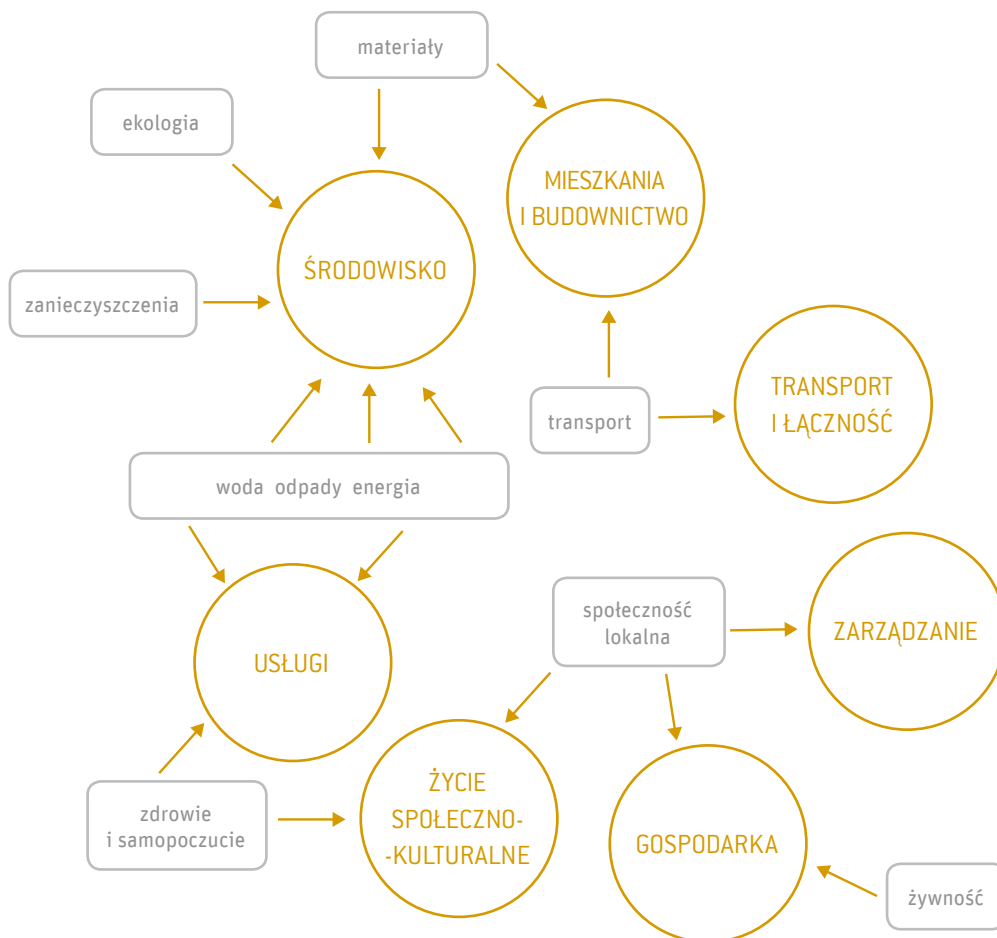 materiały
ekologia
MIESZKANIA
I BUDOWNICTWO
ŚRODOWISKO
zanieczyszczenia
TRANSPORT
I ŁĄCZNOŚĆ
transport
woda odpady energia
społeczność
lokalna
ZARZĄDZANIE
USŁUGI
ŻYCIE
SPOŁECZNO-
-KULTURALNE
zdrowie
i samopoczucie
GOSPODARKA
żywność